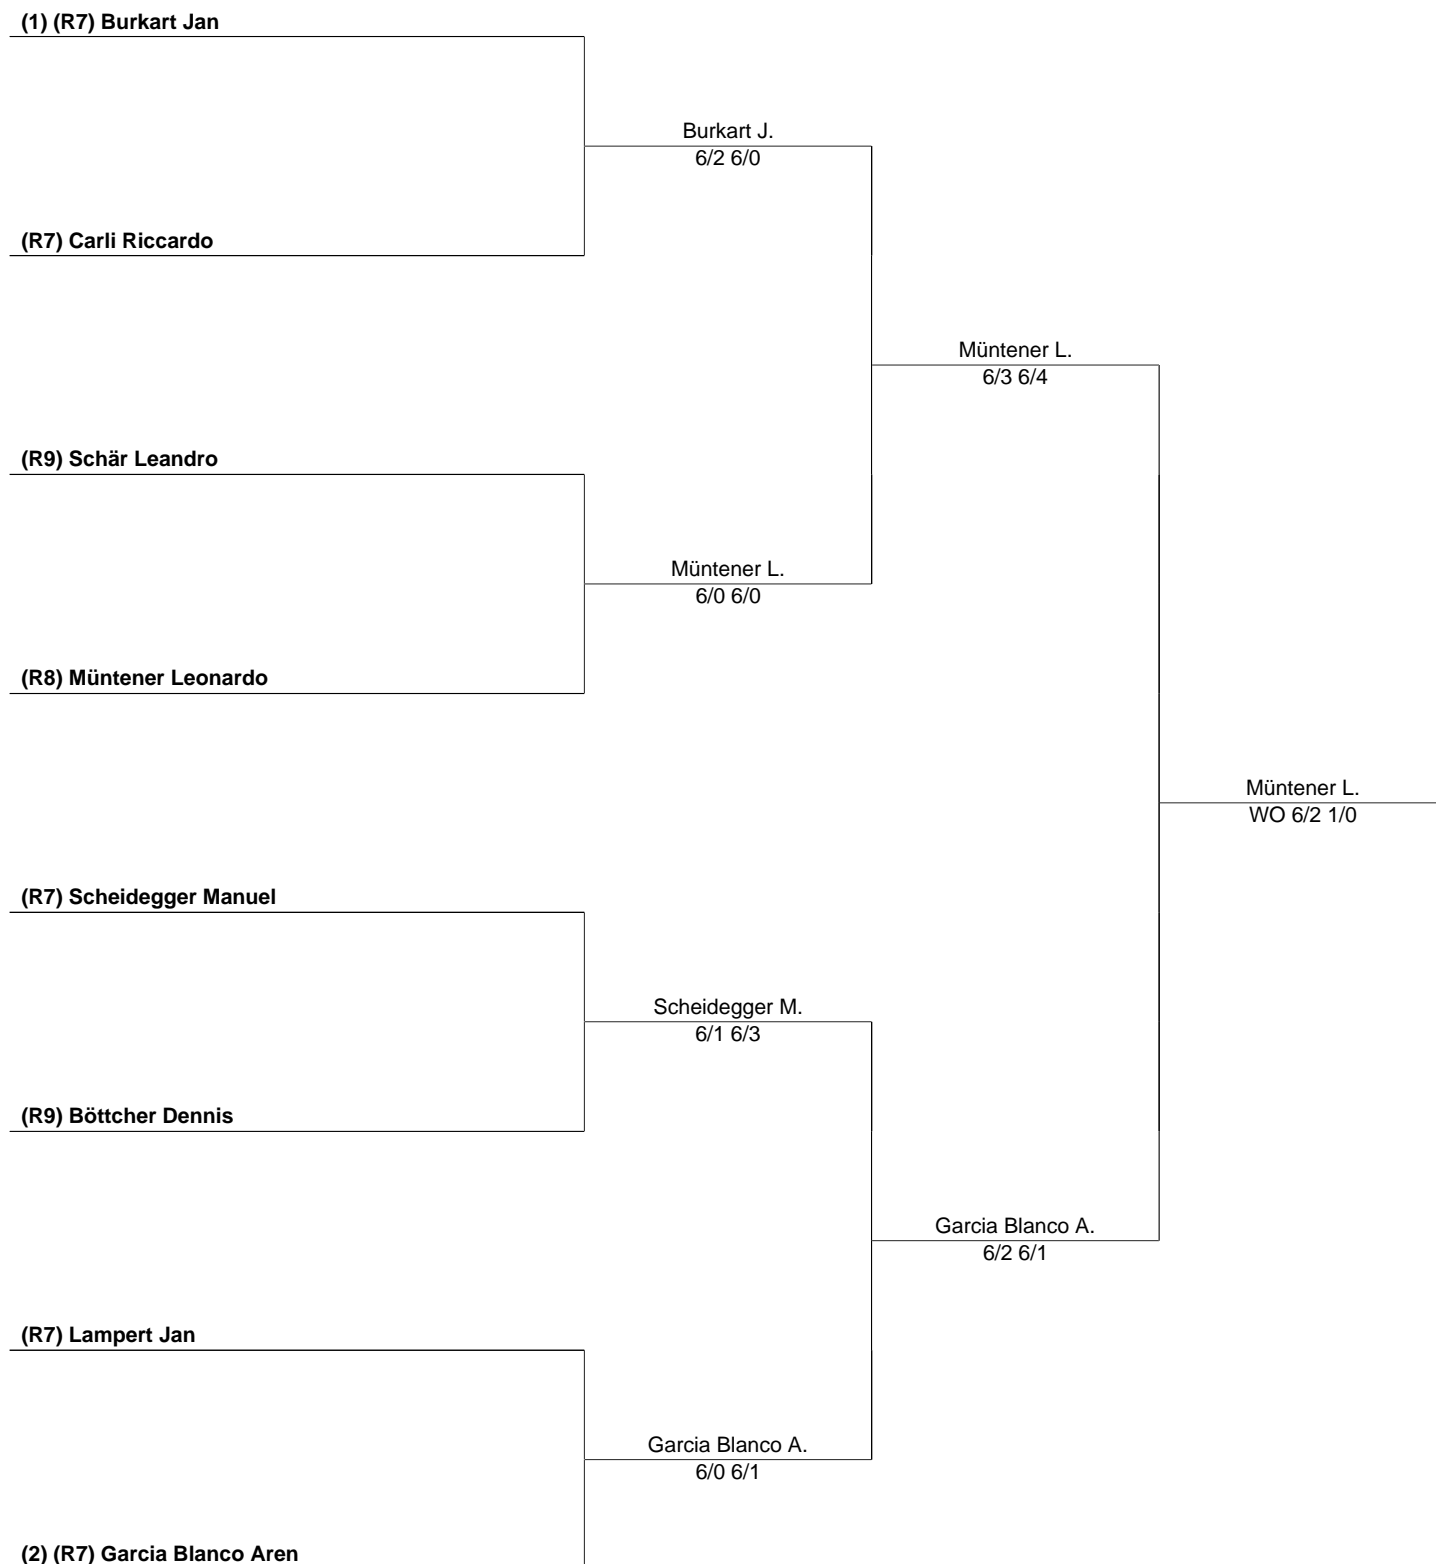 (1) (R7) Burkart Jan
Burkart J.
6/2 6/0
(R7) Carli Riccardo
Müntener L.
6/3 6/4
(R9) Schär Leandro
Müntener L.
6/0 6/0
(R8) Müntener Leonardo
Müntener L.
WO 6/2 1/0
(R7) Scheidegger Manuel
Scheidegger M.
6/1 6/3
(R9) Böttcher Dennis
Garcia Blanco A.
6/2 6/1
(R7) Lampert Jan
Garcia Blanco A.
6/0 6/1
(2) (R7) Garcia Blanco Aren